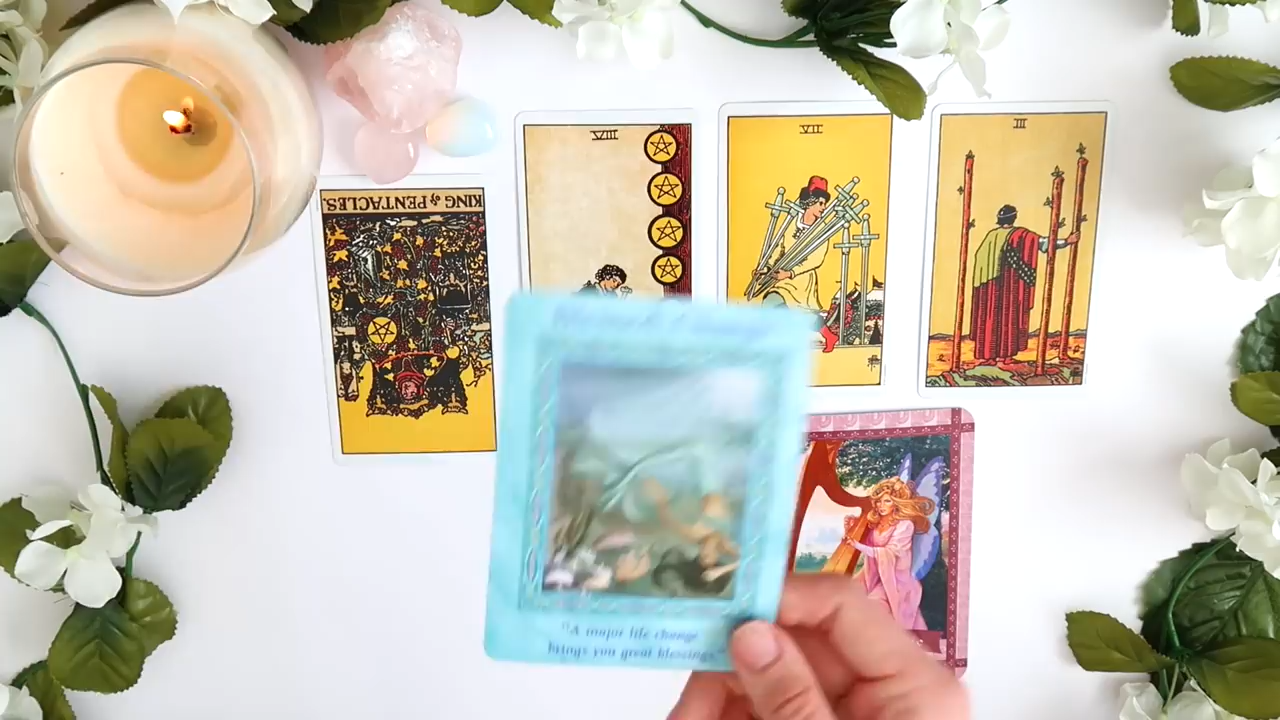 VIII
VII
III
KING of PENTACLES.
"A major life change
brings you great blessings."